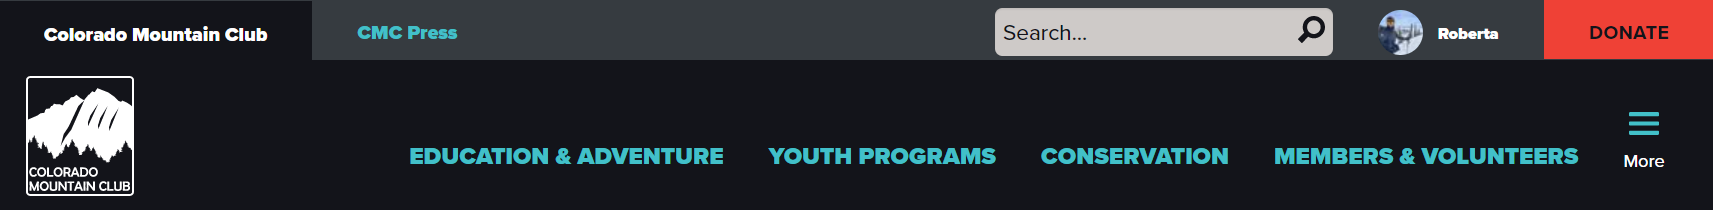 Colorado Mountain Club
CMC Press
Search...
Roberta
DONATE
COLORADO
MOUNTAIN CLUB
EDUCATION & ADVENTURE
YOUTH PROGRAMS
CONSERVATION
MEMBERS & VOLUNTEERS
More